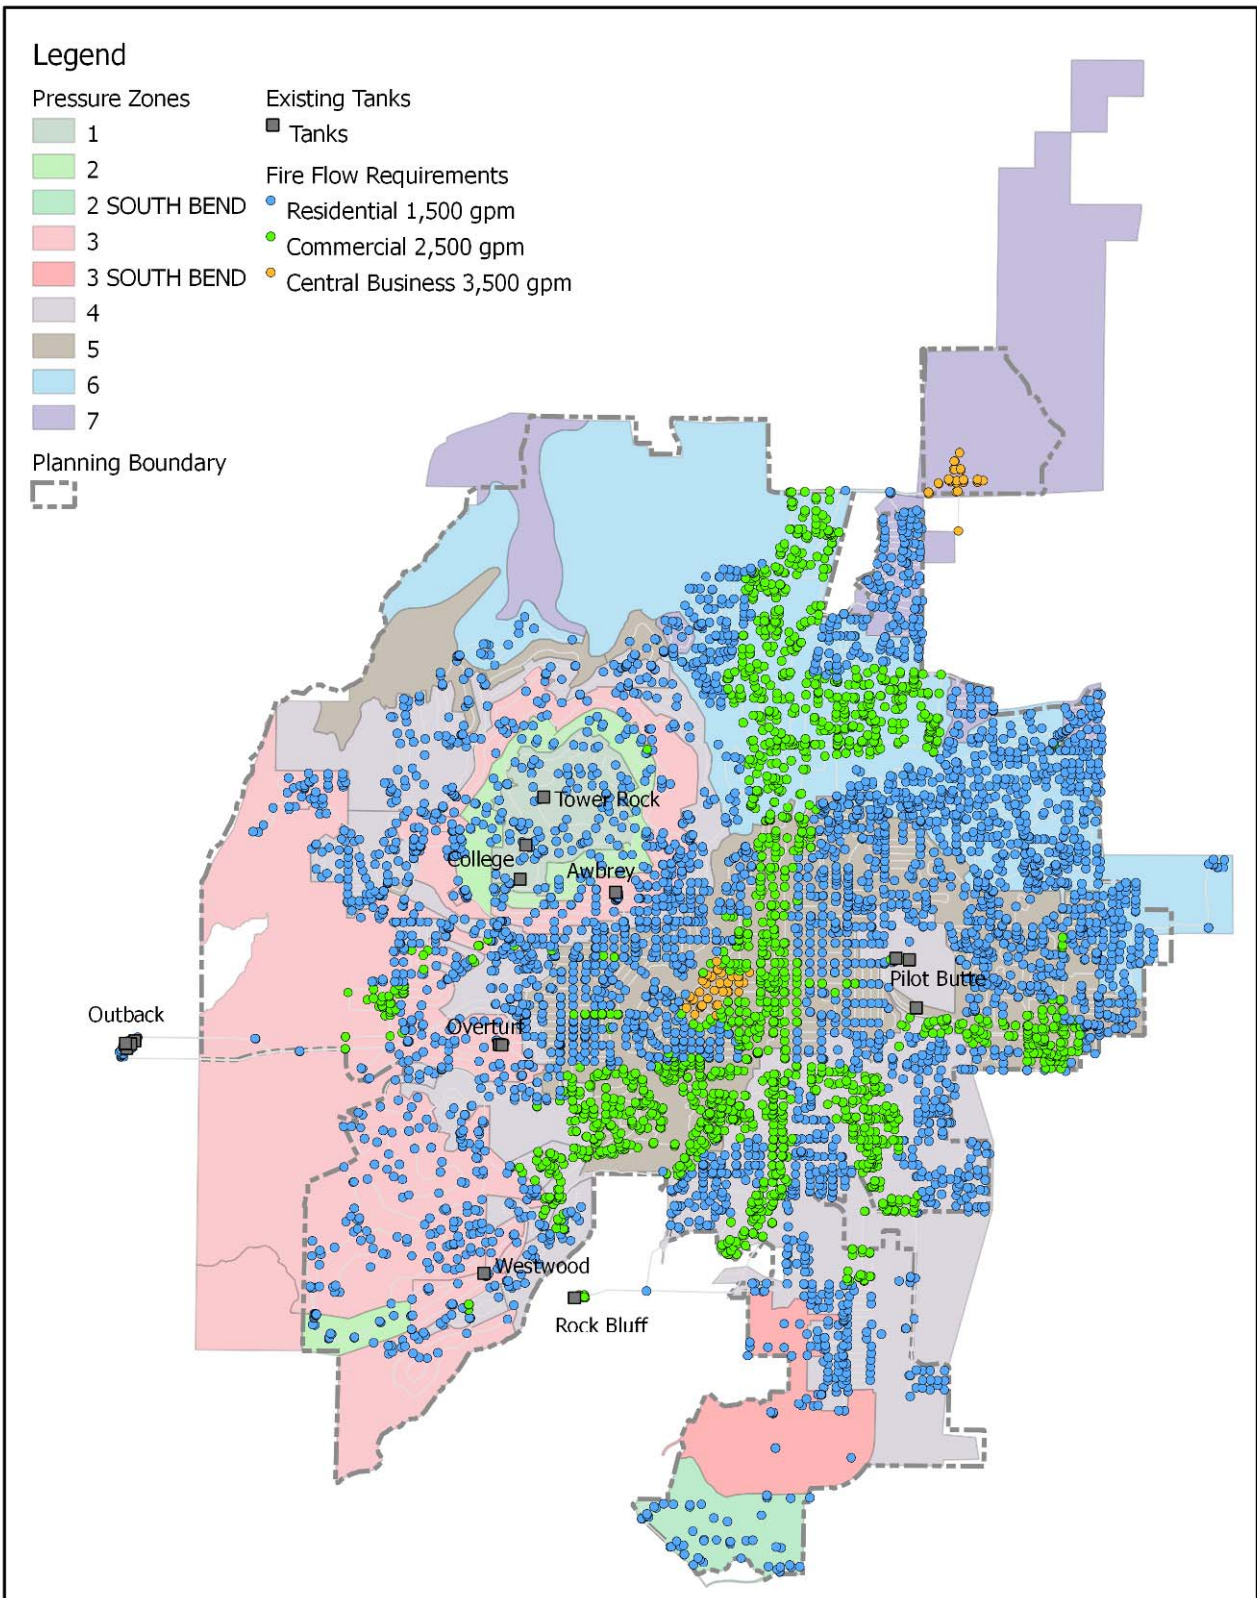 Legend
Pressure Zones
1
2
2 SOUTH BEND
3
3 SOUTH BEND
4
5
6
7
Planning Boundary
Existing Tanks
Tanks
Fire Flow Requirements
Residential 1,500 gpm
Commercial 2,500 gpm
Central Business 3,500 gpm
Tower Rock
College
Awbrey
Pilot Butte
Outback
Overturf
Westwood
Rock Bluff